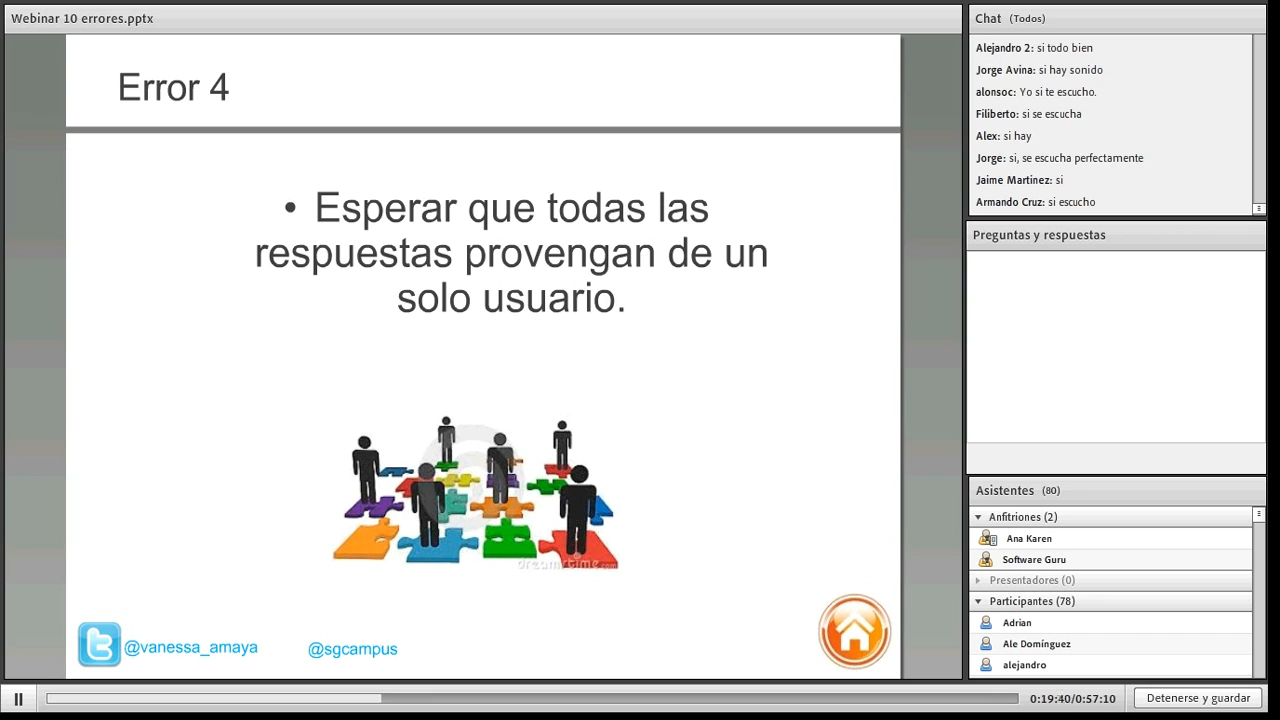 Webinar 10 errores.pptx
Error 4
• Esperar que todas las
respuestas provengan de un
solo usuario.
dreamstime.com
@vanessa_amaya
@sgcampus
Chat (Todos)
Alejandro 2: si todo bien
Jorge Avina: si hay sonido
alonsoc: Yo si te escucho.
Filiberto: si se escucha
Alex: si hay
Jorge: si, se escucha perfectamente
Jaime Martinez: si
Armando Cruz: si escucho
Preguntas y respuestas
Asistentes (80)
Anfitriones (2)
Ana Karen
Software Guru
Presentadores (0)
Participantes (78)
Adrian
Ale Domínguez
alejandro
0:19:40/0:57:10
Detenerse y guardar